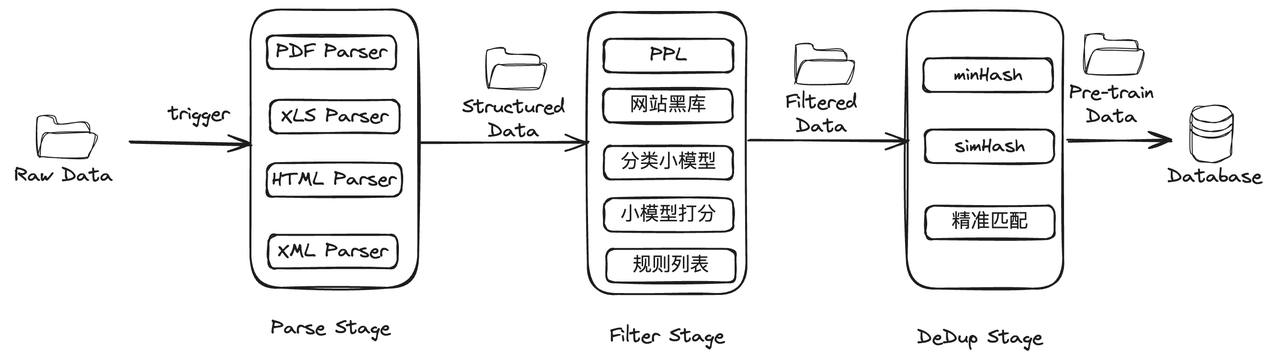 Raw Data
trigger
PDF Parser
XLS Parser
HTML Parser
XML Parser
Parse Stage
Structured
Data
PPL
网站黑库
分类小模型
小模型打分
规则列表
Filter Stage
Filtered
Data
minHash
simHash
精准匹配
DeDup Stage
Pre-train
Data
Database